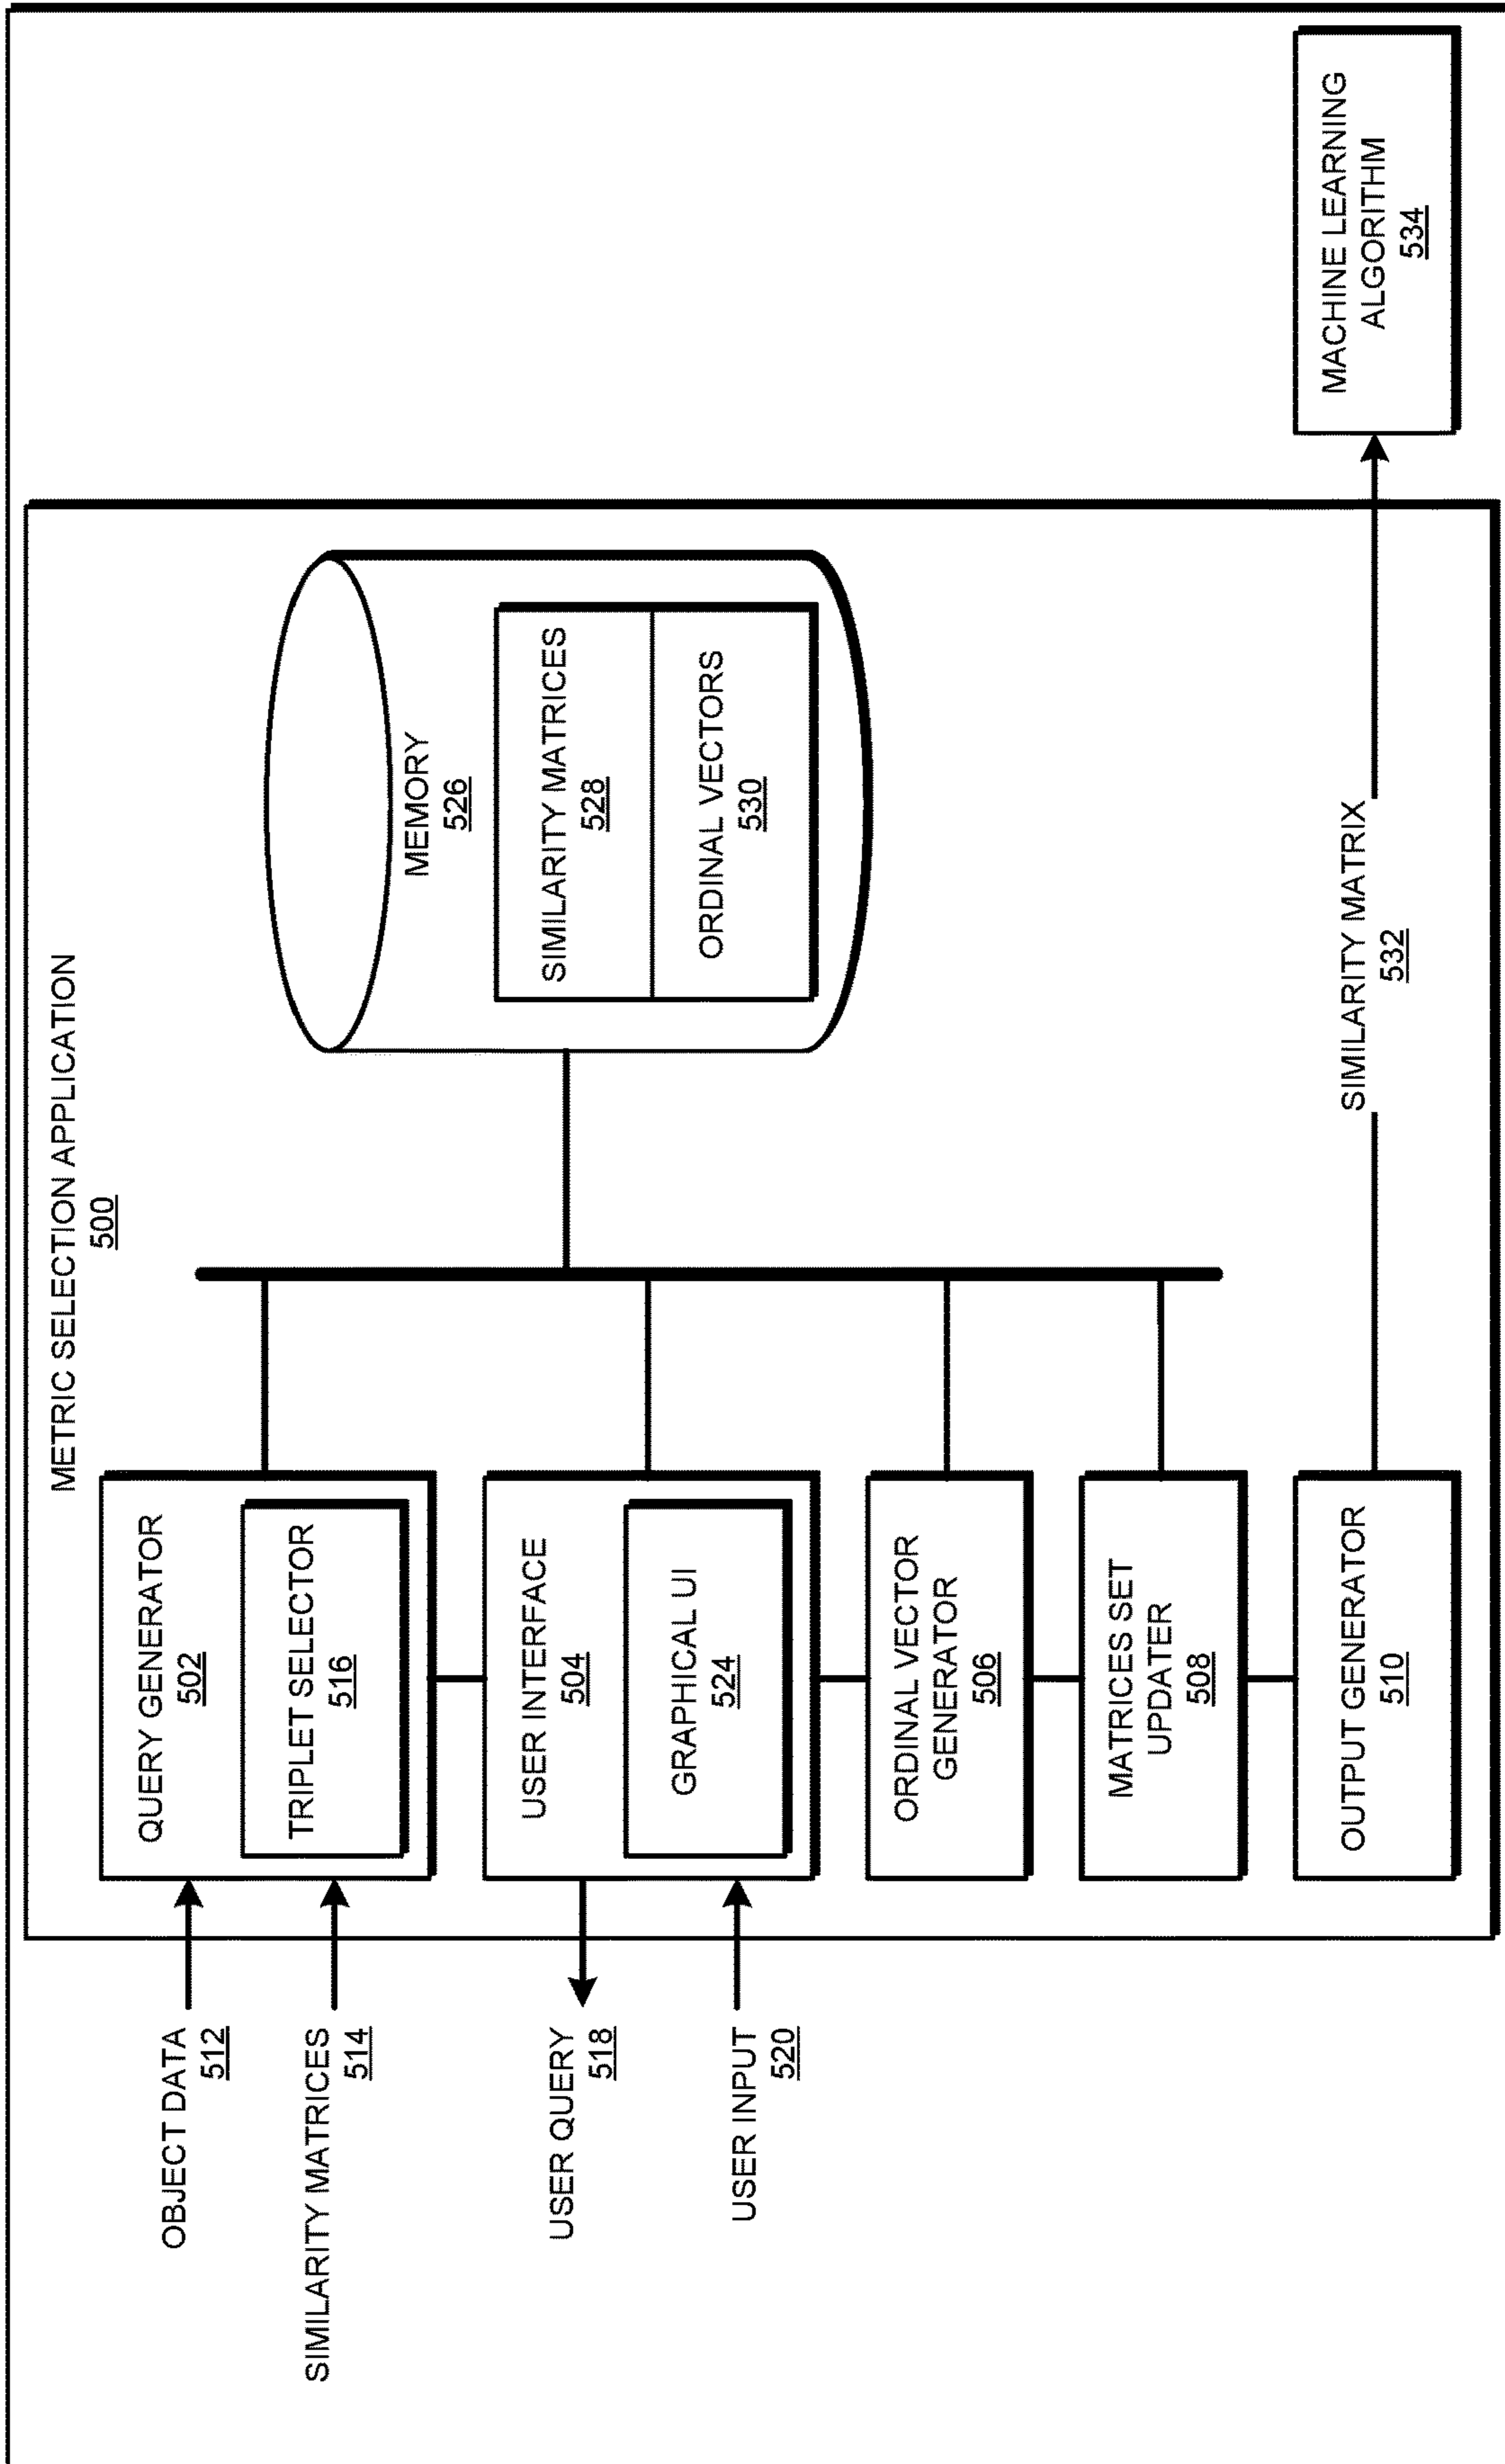 METRIC SELECTION APPLICATION
500
OBJECT DATA
512
SIMILARITY MATRICES
514
QUERY GENERATOR
502
TRIPLET SELECTOR
516
USER QUERY
518
USER INPUT
520
USER INTERFACE
504
GRAPHICAL UI
524
ORDINAL VECTOR
GENERATOR
506
MATRICES SET
UPDATER
508
OUTPUT GENERATOR
510
MEMORY
526
SIMILARITY MATRICES
528
ORDINAL VECTORS
530
SIMILARITY MATRIX
532
MACHINE LEARNING
ALGORITHM
534